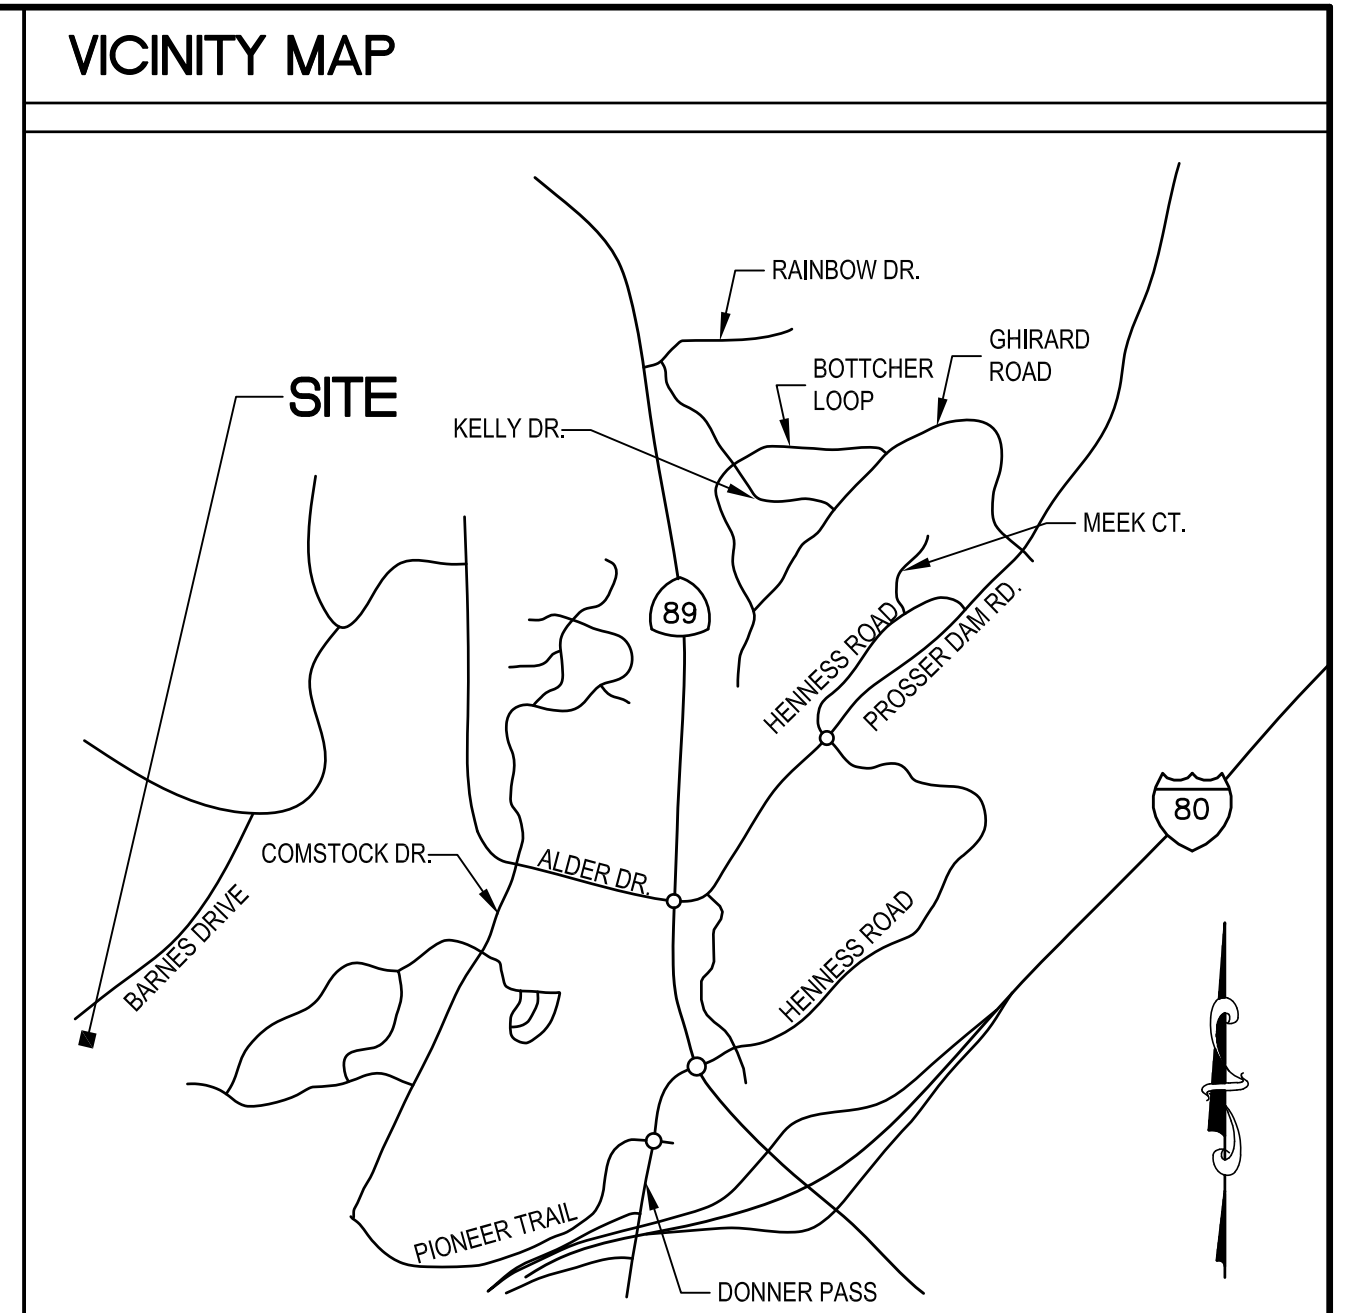 VICINITY MAP
RAINBOW DR.
GHIRARD
ROAD
BOTTCHER
LOOP
SITE
KELLY DR.
MEEK CT.
89
HENNESS ROAD
PROSSER DAM RD.
80
COMSTOCK DR.
ALDER DR.
BARNES DRIVE
HENNESS ROAD
PIONEER TRAIL
DONNER PASS